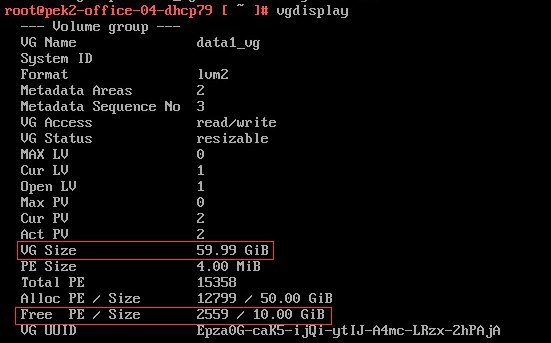 root@pek2-office-04-dhcp79 [ ~ ]# vgdisplay
--- Volume group ---
VG Name data1_vg
System ID
Format lvm2
Metadata Areas 2
Metadata Sequence No 3
VG Access read/write
VG Status resizable
MAX LV 0
Cur LV 1
Open LV 1
Max PV 0
Cur PV 2
Act PV 2
VG Size 59.99 GiB
PE Size 4.00 MiB
Total PE 15358
Alloc PE / Size 12799 / 50.00 GiB
Free PE / Size 2559 / 10.00 GiB
VG UUID Epza0G-caK5-ijQi-ytIJ-A4mc-LRzx-2hPAjA